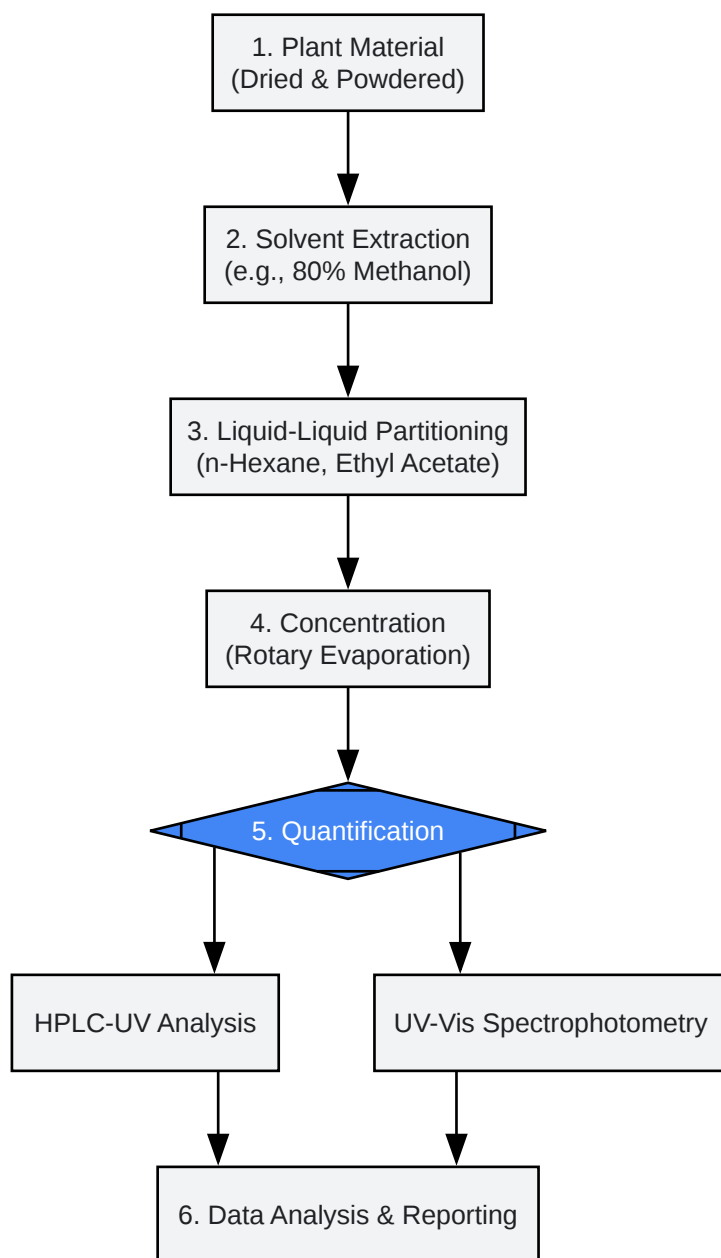 1. Plant Material
(Dried & Powdered)
2. Solvent Extraction
(e.g., 80% Methanol)
3. Liquid-Liquid Partitioning
(n-Hexane, Ethyl Acetate)
4. Concentration
(Rotary Evaporation)
5. Quantification
HPLC-UV Analysis
UV-Vis Spectrophotometry
6. Data Analysis & Reporting